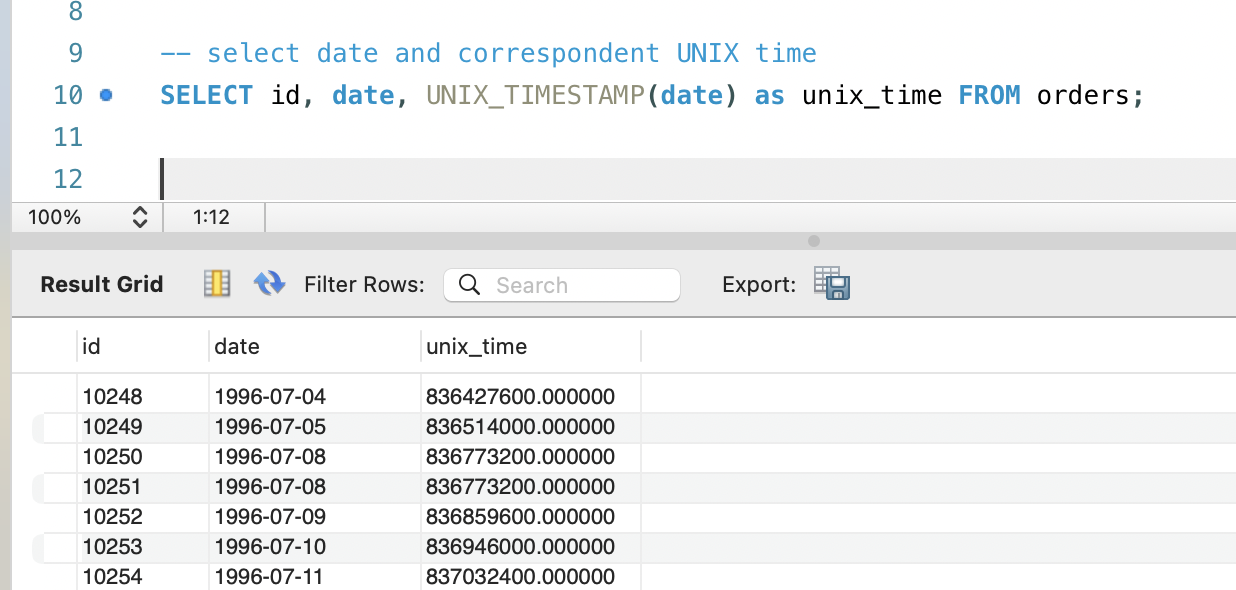 8
9 -- select date and correspondent UNIX time
10 SELECT id, date, UNIX_TIMESTAMP(date) as unix_time FROM orders;
11
12
100% 1:12
Result Grid Filter Rows: Search Export:
id date unix_time
10248 1996-07-04 836427600.000000
10249 1996-07-05 836514000.000000
10250 1996-07-08 836773200.000000
10251 1996-07-08 836773200.000000
10252 1996-07-09 836859600.000000
10253 1996-07-10 836946000.000000
10254 1996-07-11 837032400.000000